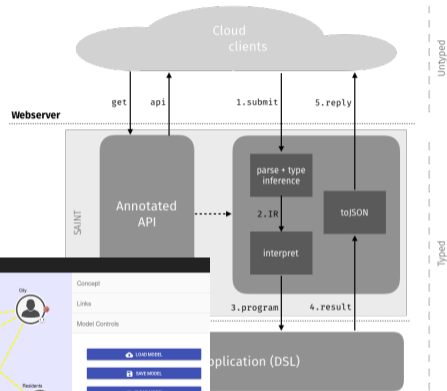 Cloud
clients
Untyped
get
api
1.submit
5.reply
Webserver
SAINT
Annotated
API
parse + type
inference
2.IR
toJSON
interpret
Typed
3.program
4.result
City
Concept
Links
Model Controls
LOAD MODEL
SAVE MODEL
Residents
(DSL)